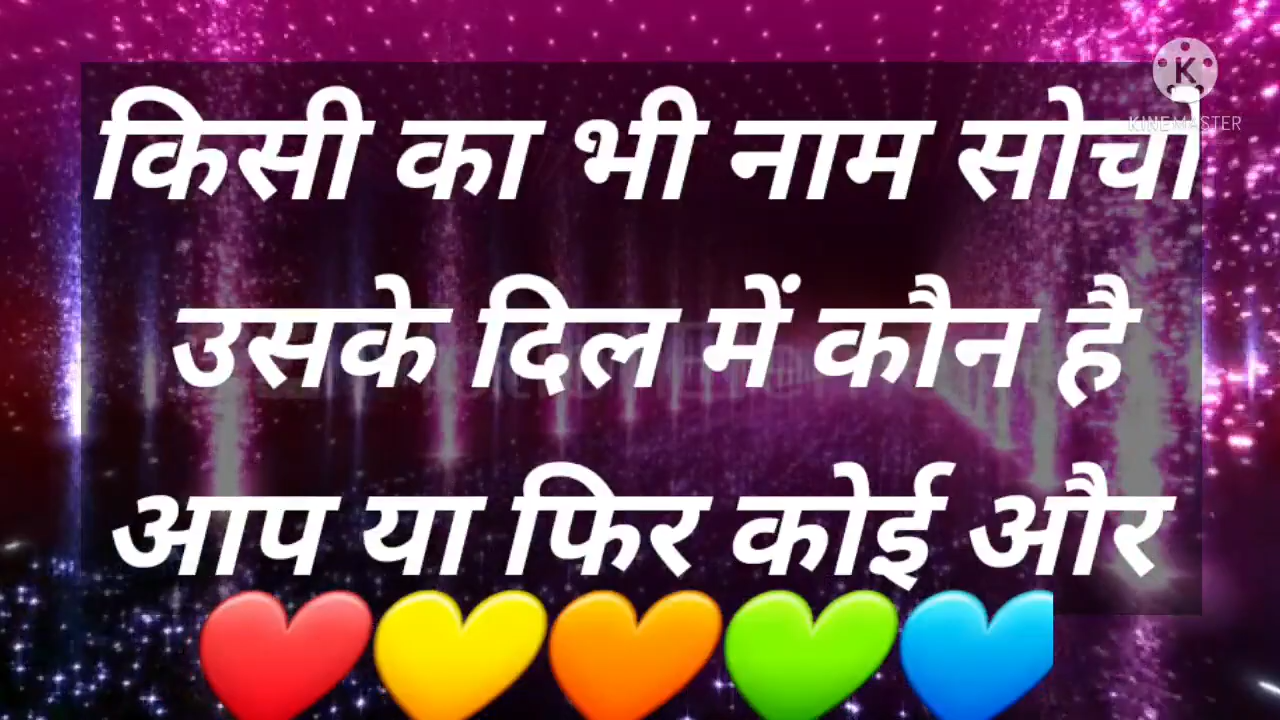 किसी का भी नाम सोचो
उसके दिल में कौन है
आप या फिर कोई और
K
KINEMASTER